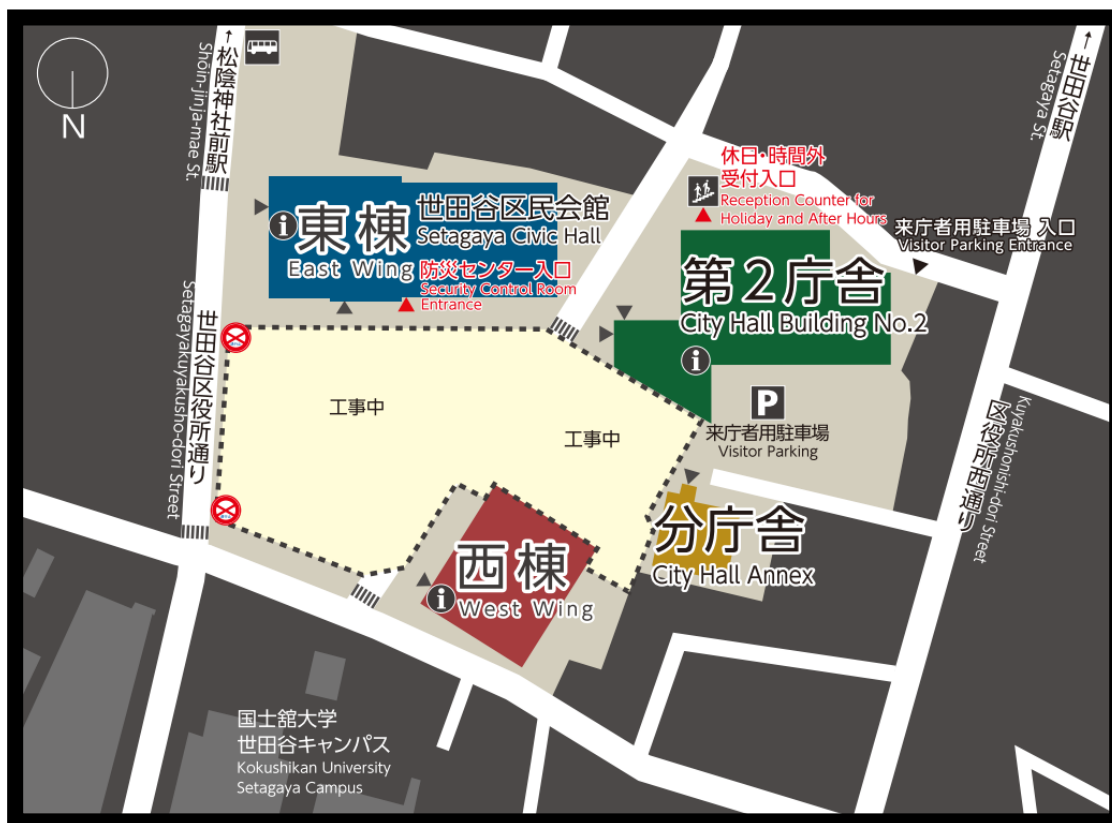 N
↑松陰神社前駅
Shōin-jinja-mae St.
↑世田谷駅
Setagaya St.
休日・時間外
受付入口
Reception Counter for
Holiday and After Hours
来庁者用駐車場 入口
Visitor Parking Entrance
東棟
East Wing
世田谷区民会館
Setagaya Civic Hall
防災センター入口
Security Control Room
Entrance
第2庁舎
City Hall Building No.2
世田谷区役所通り
Setagayakuyakusho-dori Street
工事中
工事中
P
来庁者用駐車場
Visitor Parking
区役所西通り
Kuyakushonishi-dori Street
分庁舎
City Hall Annex
西棟
West Wing
国士舘大学
世田谷キャンパス
Kokushikan University
Setagaya Campus